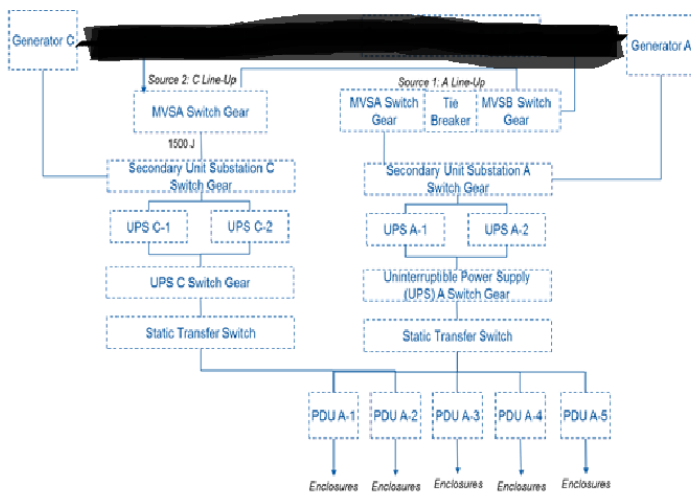 Generator C
Generator A
Source 2: C Line-Up
Source 1: A Line-Up
MVSA Switch Gear
MVSA Switch
Gear
Tie
Breaker
MVSB Switch
Gear
1500 J
Secondary Unit Substation C
Switch Gear
Secondary Unit Substation A
Switch Gear
UPS C-1
UPS C-2
UPS A-1
UPS A-2
UPS C Switch Gear
Uninterruptible Power Supply
(UPS) A Switch Gear
Static Transfer Switch
Static Transfer Switch
PDU A-1
PDU A-2
PDU A-3
PDU A-4
PDU A-5
Enclosures
Enclosures
Enclosures
Enclosures
Enclosures